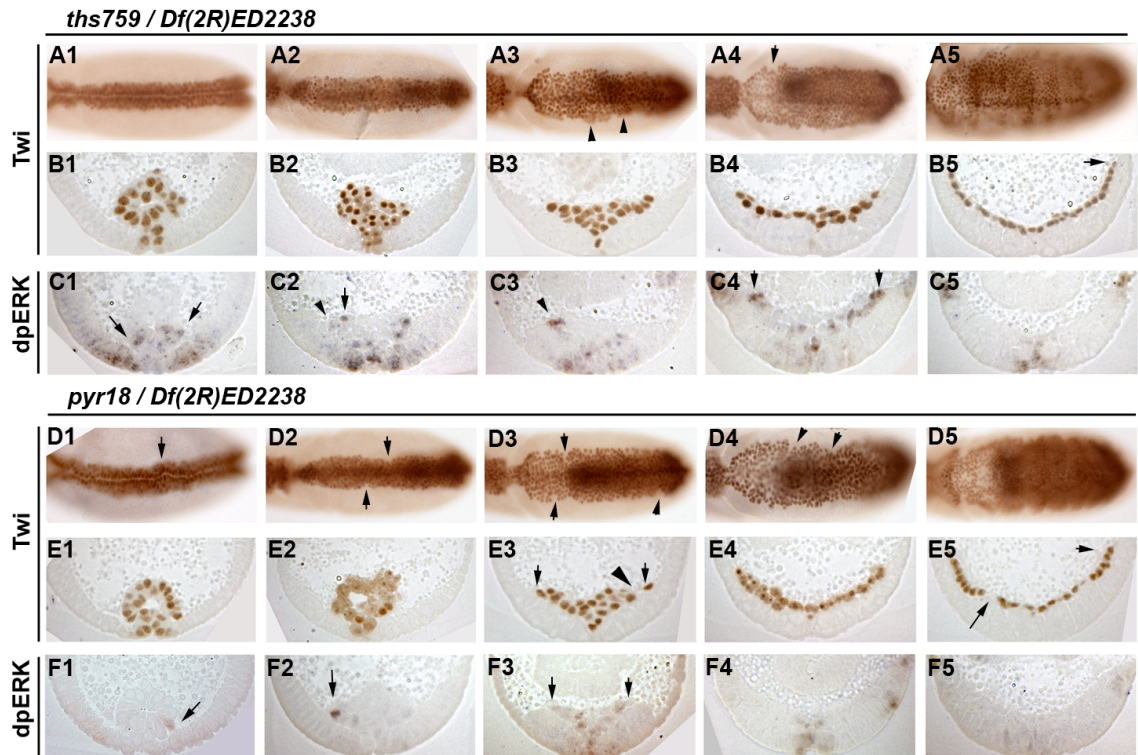 ths759 / Df(2R)ED2238
Twi
A1 A2 A3 A4 A5
B1 B2 B3 B4 B5
dpERK
C1 C2 C3 C4 C5
pyr18 / Df(2R)ED2238
Twi
D1 D2 D3 D4 D5
E1 E2 E3 E4 E5
dpERK
F1 F2 F3 F4 F5